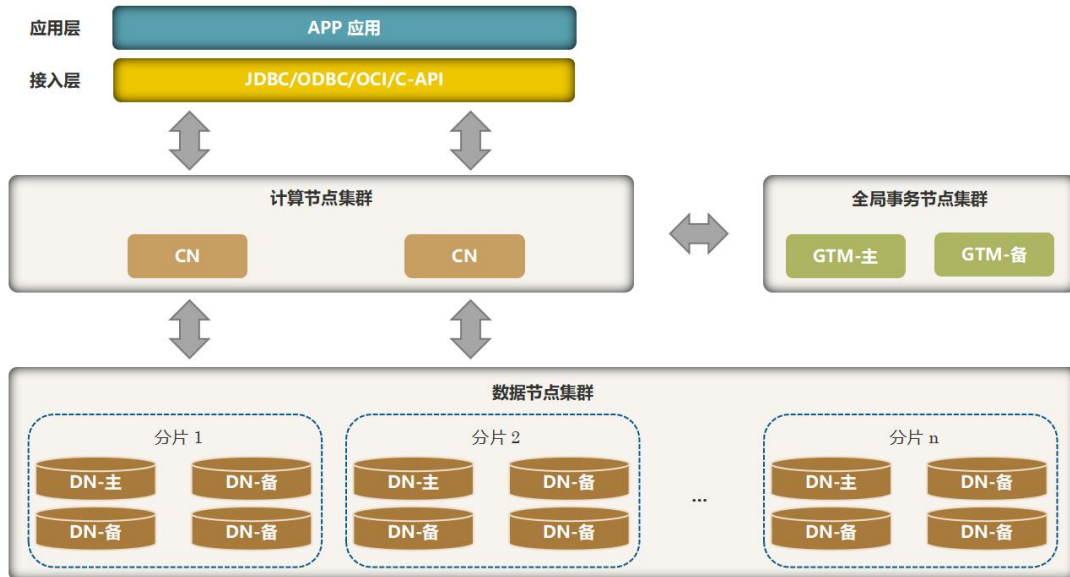 应用层
APP 应用
接入层
JDBC/ODBC/OCI/C-API
计算节点集群
CN
CN
全局事务节点集群
GTM-主
GTM-备
数据节点集群
分片 1
DN-主
DN-备
DN-备
DN-备
分片 2
DN-主
DN-备
DN-备
DN-备
...
分片 n
DN-主
DN-备
DN-备
DN-备